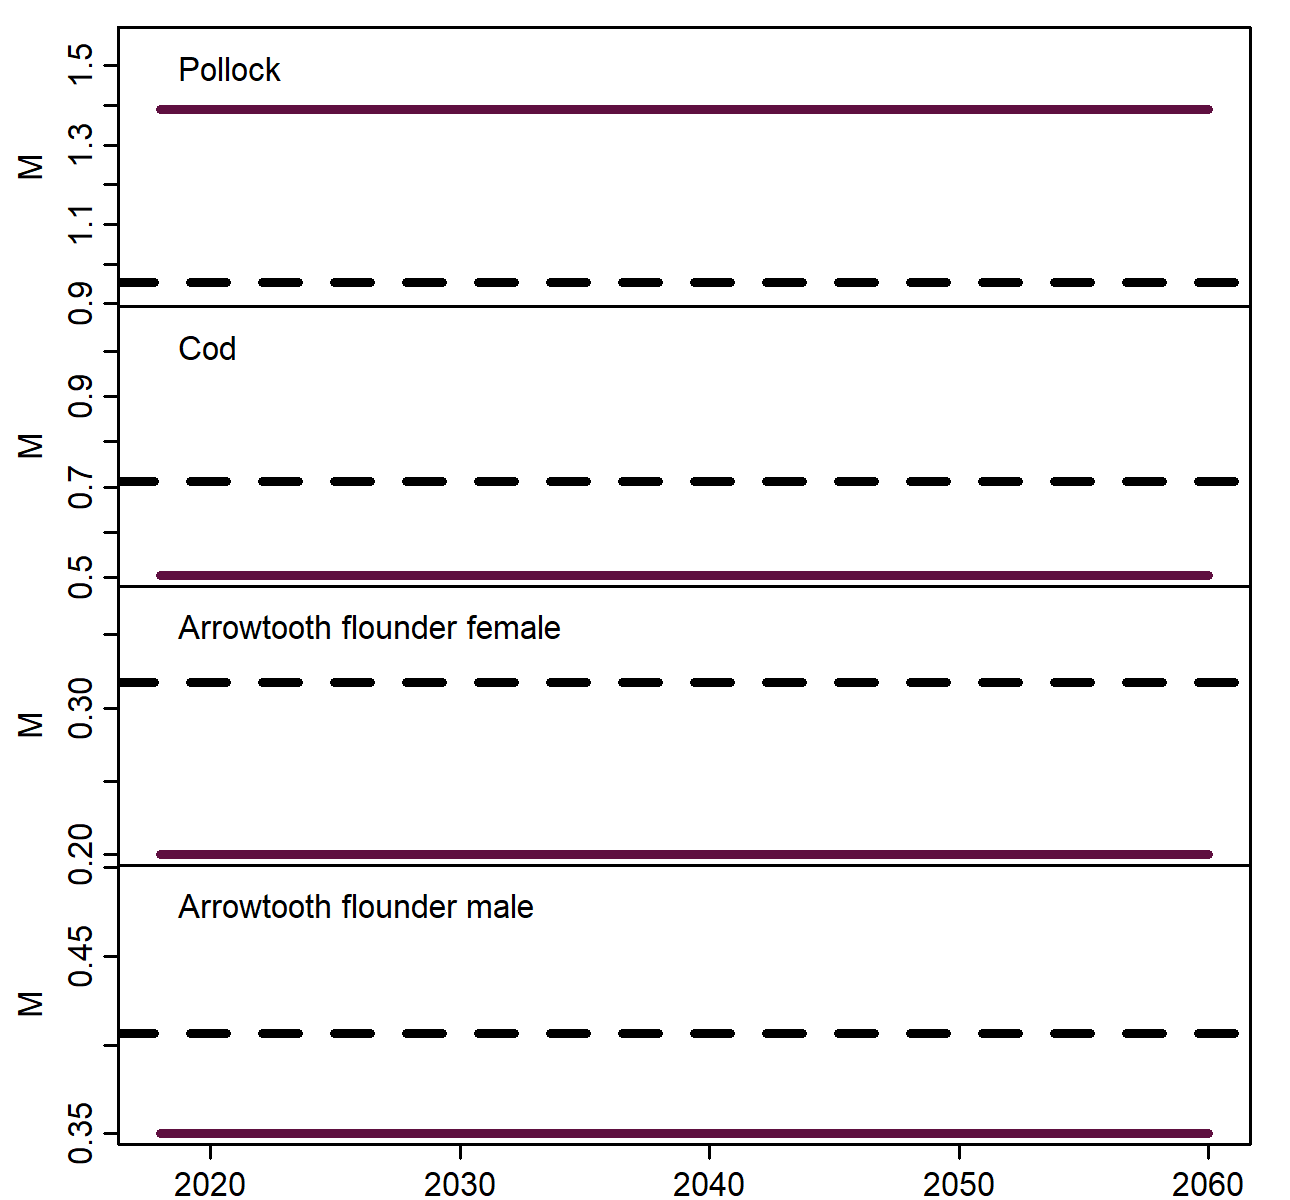 Pollock
M
1.5
1.3
1.1
0.9
Cod
M
0.9
0.7
0.5
Arrowtooth flounder female
M
0.30
0.20
Arrowtooth flounder male
M
0.45
0.35
2020 2030 2040 2050 2060